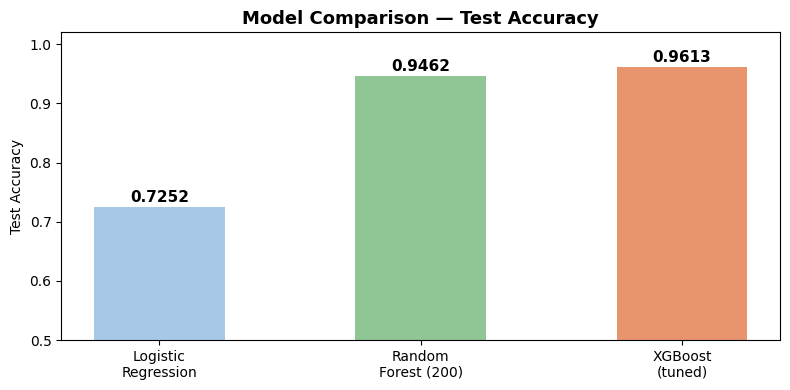 Model Comparison — Test Accuracy
Test Accuracy
1.0
0.9
0.8
0.7
0.6
0.5
0.7252
0.9462
0.9613
Logistic
Regression
Random
Forest (200)
XGBoost
(tuned)